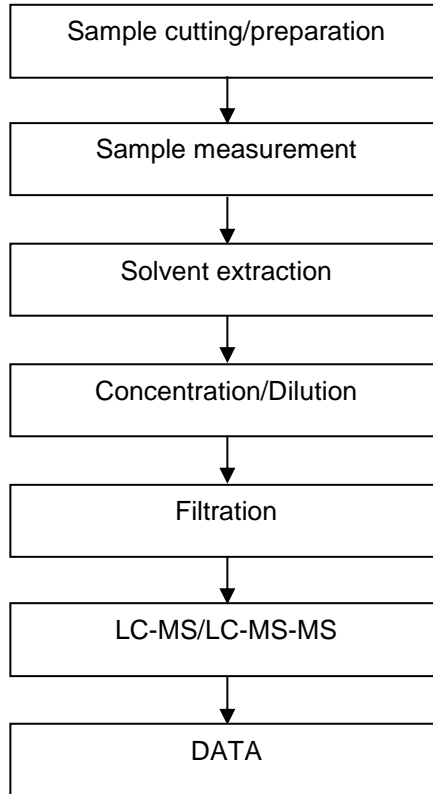 Sample cutting/preparation
Sample measurement
Solvent extraction
Concentration/Dilution
Filtration
LC-MS/LC-MS-MS
DATA